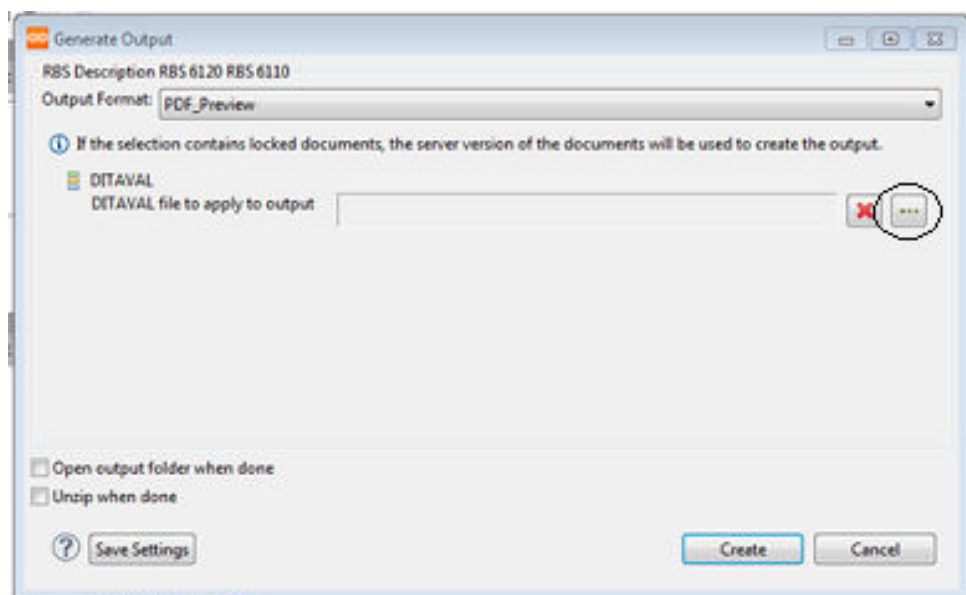 Generate Output
RBS Description RBS 6120 RBS 6110
Output Format: PDF_Preview
If the selection contains locked documents, the server version of the documents will be used to create the output.
DITAVAL
DITAVAL file to apply to output
...
Open output folder when done
Unzip when done
? Save Settings Create Cancel